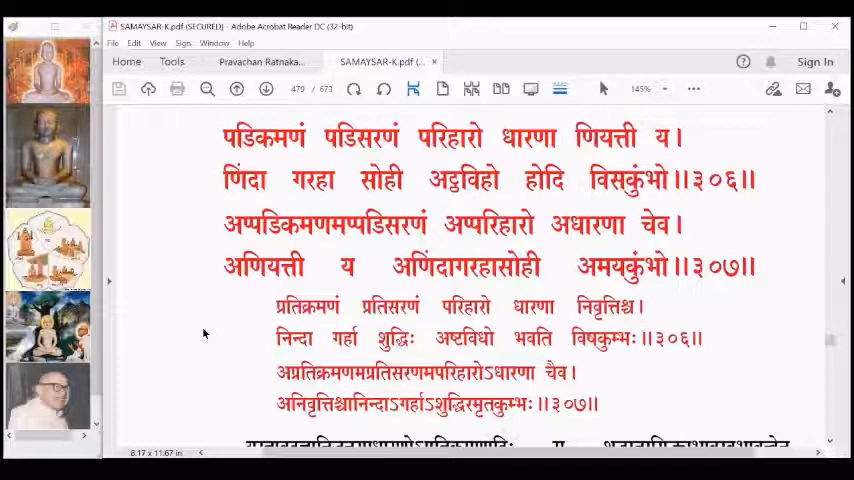 SAMAYSAR-K.pdf (SECURED) - Adobe Acrobat Reader DC (32-bit)
File Edit View Sign Window Help
Home Tools Pravachan Ratnaka... SAMAYSAR-K.pdf (... × Sign In
479 / 673 145%
पडिकमणं पडिसरणं परिहारो धारणा णियत्ती य।
णिंदा गरहा सोही अट्ठविहो होदि विसकुंभो॥३०६॥
अप्पडिकमणमप्पडिसरणं अप्परिहारो अधारणा चेव।
अणियत्ती य अणिंदागरहासोही अमयकुंभो॥३०७॥
प्रतिक्रमणं प्रतिसरणं परिहारो धारणा निवृत्तिश्च।
निन्दा गर्हा शुद्धिः अष्टविधो भवति विषकुम्भः॥३०६॥
अप्रतिक्रमणमप्रतिसरणमपरिहारोऽधारणा चैव।
अनिवृत्तिश्चानिन्दाऽगर्हाऽशुद्धिरमृतकुम्भः॥३०७॥
8.17 x 11.67 in